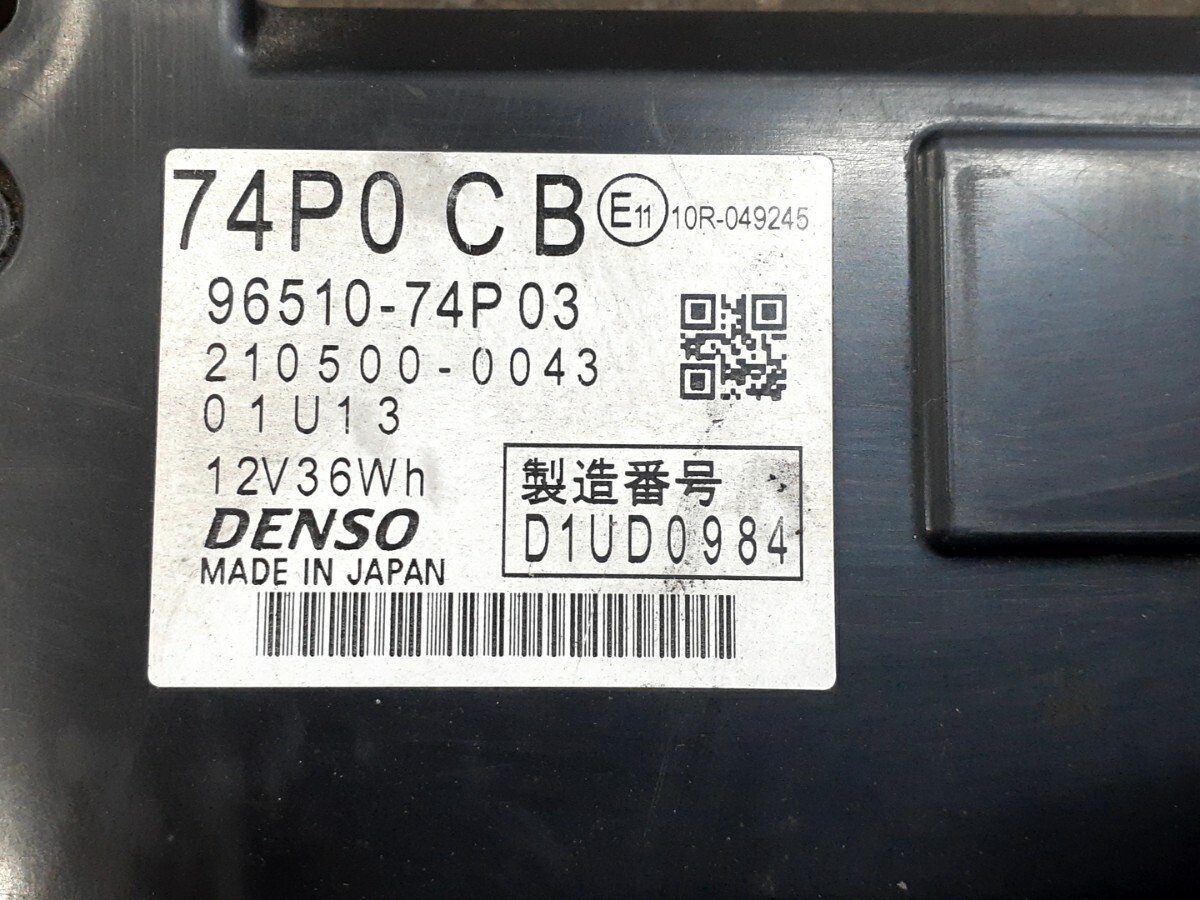 74P0 CB E11 10R-049245
96510-74P03
210500-0043
01U13
12V36Wh
DENSO
MADE IN JAPAN
製造番号
D1UD0984